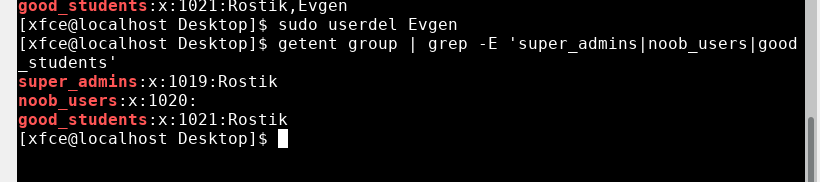 good_students:x:1021:Rostik,Evgen
[xfce@localhost Desktop]$ sudo userdel Evgen
[xfce@localhost Desktop]$ getent group | grep -E 'super_admins|noob_users|good
_students'
super_admins:x:1019:Rostik
noob_users:x:1020:
good_students:x:1021:Rostik
[xfce@localhost Desktop]$